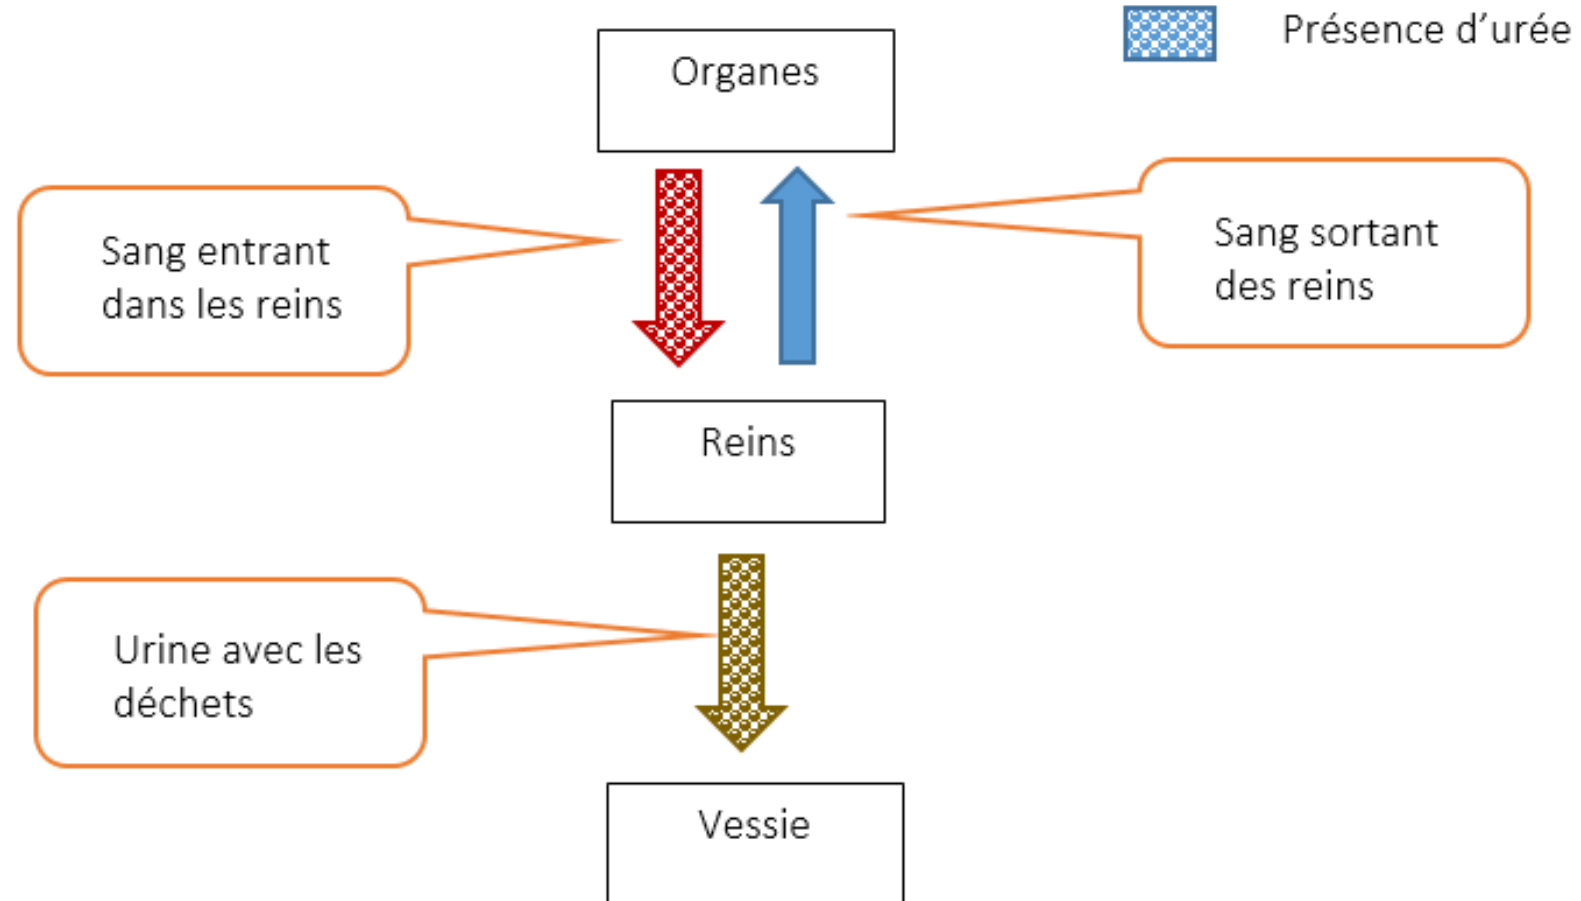 Présence d’urée
Organes
Sang entrant
dans les reins
Sang sortant
des reins
Reins
Urine avec les
déchets
Vessie